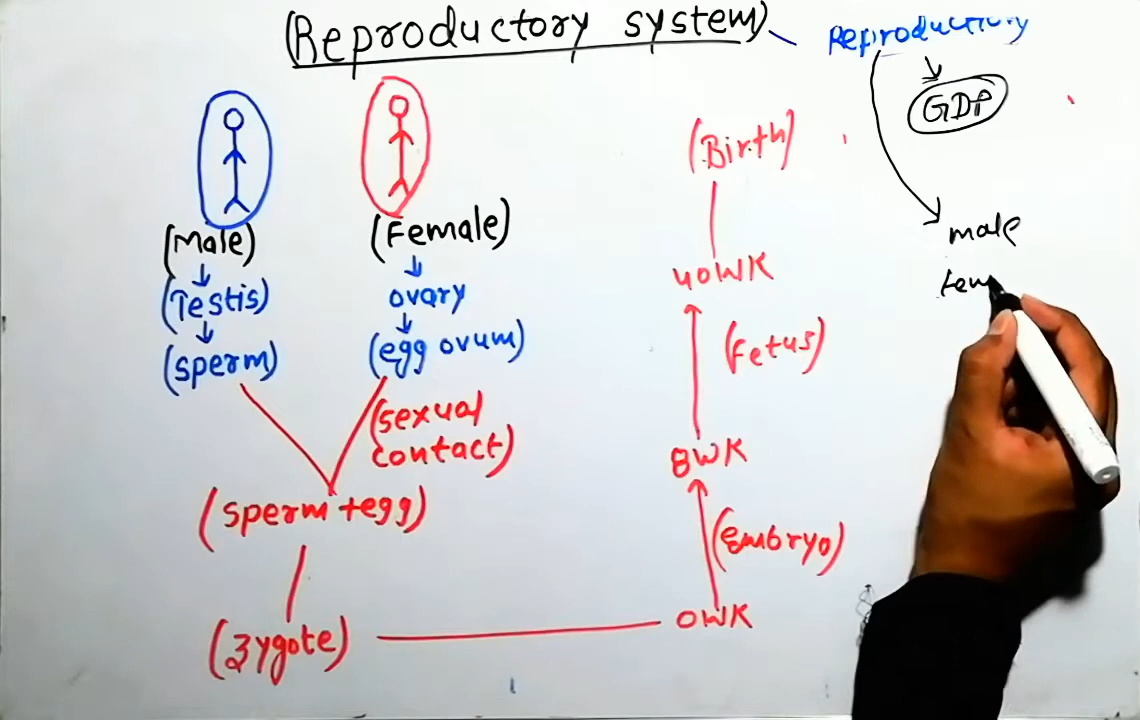 (Reproductory system)
Reproductory
GDP
(Male)
(Testis)
(sperm)
(Female)
ovary
(egg ovum)
(sexual
contact)
(sperm + egg)
(zygote)
(Birth)
40WK
(Fetus)
8WK
(Embryo)
0WK
male